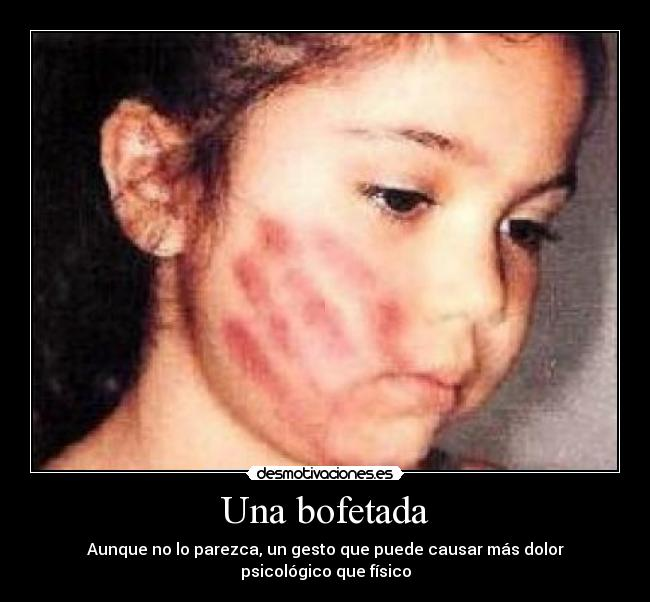 desmotivaciones.es
Una bofetada
Aunque no lo parezca, un gesto que puede causar más dolor
psicológico que físico